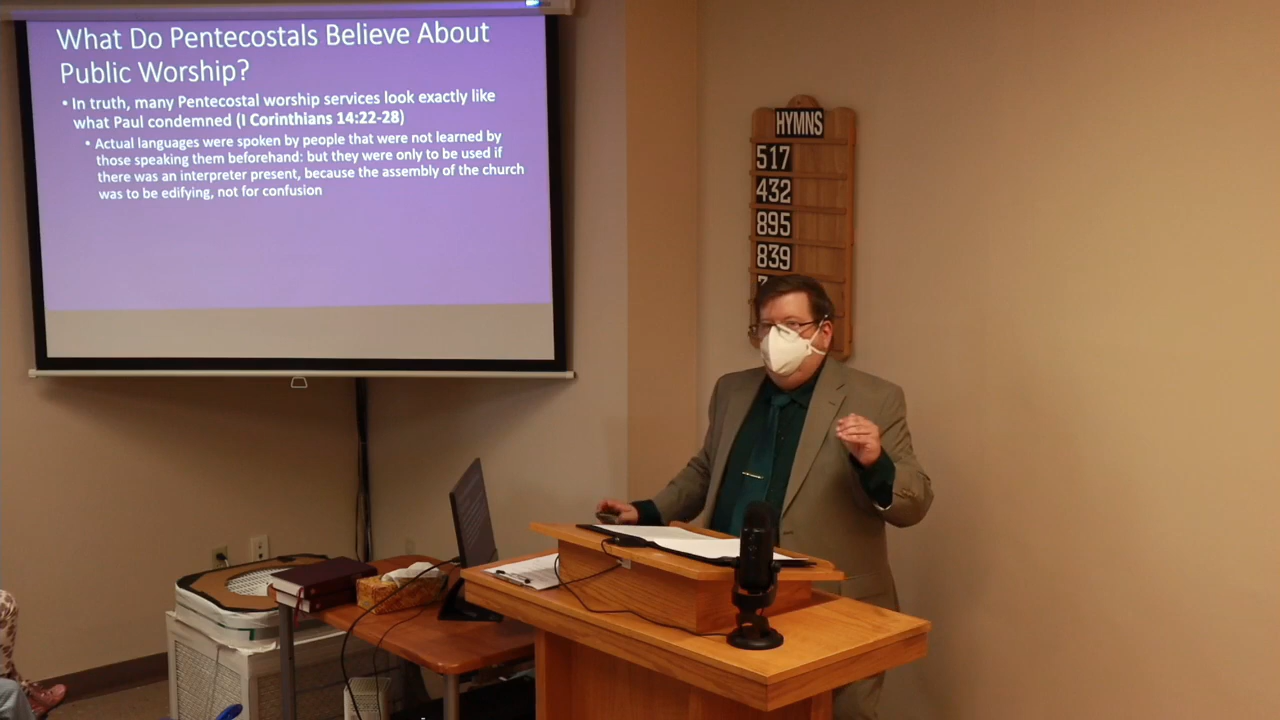 What Do Pentecostals Believe About
Public Worship?
• In truth, many Pentecostal worship services look exactly like
what Paul condemned (I Corinthians 14:22-28)
• Actual languages were spoken by people that were not learned by
those speaking them beforehand: but they were only to be used if
there was an interpreter present, because the assembly of the church
was to be edifying, not for confusion
HYMNS
517
432
895
839